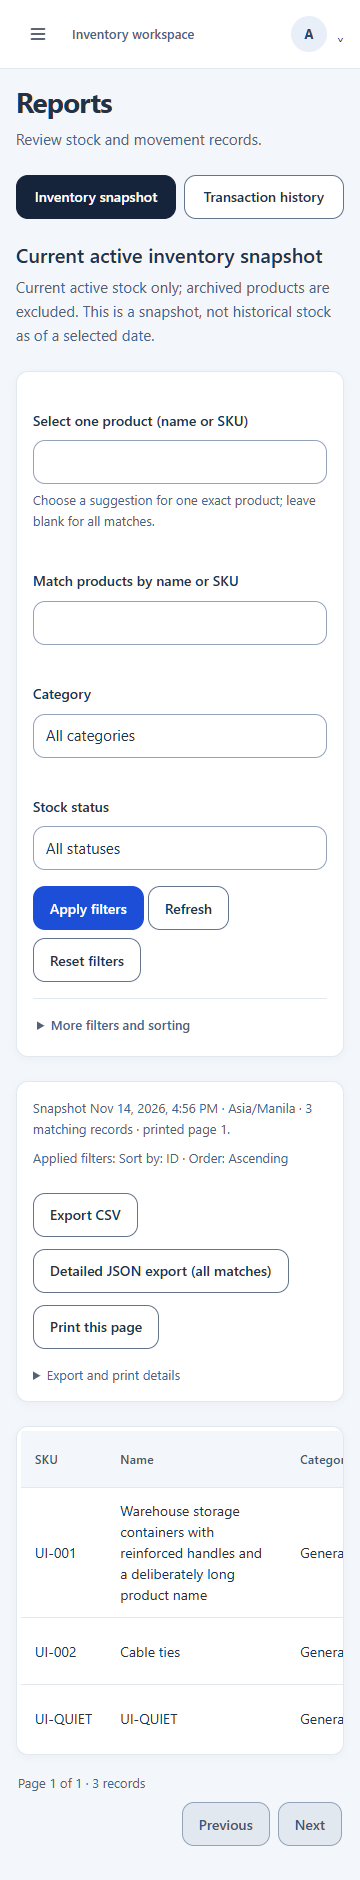 Inventory workspace
A
Reports
Review stock and movement records.
Inventory snapshot
Transaction history
Current active inventory snapshot
Current active stock only; archived products are
excluded. This is a snapshot, not historical stock
as of a selected date.
Select one product (name or SKU)
Choose a suggestion for one exact product; leave
blank for all matches.
Match products by name or SKU
Category
All categories
Stock status
All statuses
Apply filters
Refresh
Reset filters
More filters and sorting
Snapshot Nov 14, 2026, 4:56 PM · Asia/Manila · 3
matching records · printed page 1.
Applied filters: Sort by: ID · Order: Ascending
Export CSV
Detailed JSON export (all matches)
Print this page
Export and print details
SKU Name Categor
Warehouse storage
containers with
UI-001 reinforced handles and Genera
a deliberately long
product name
UI-002 Cable ties Genera
UI-QUIET UI-QUIET Genera
Page 1 of 1 · 3 records
Previous
Next